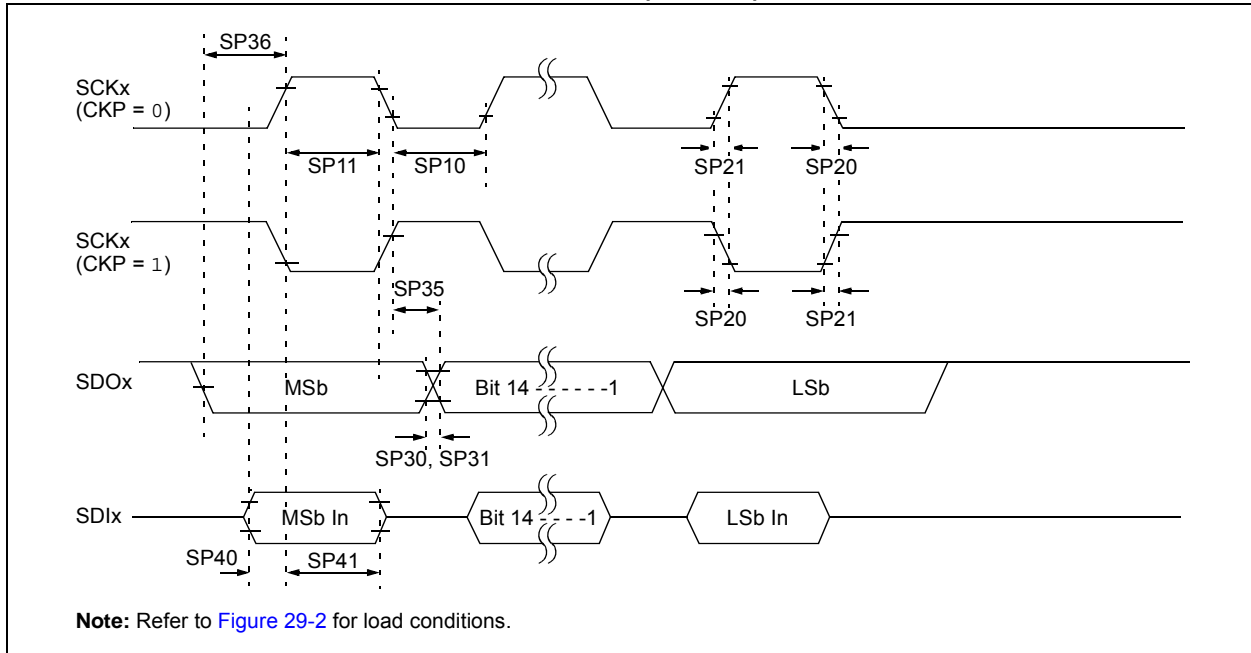 SP36
SCKx
(CKP = 0)
SP11
SP10
SP21
SP20
SCKx
(CKP = 1)
SP35
SP20
SP21
SDOx
MSb
Bit 14 - - - - - -1
LSb
SP30, SP31
SDIx
MSb In
Bit 14 - - - -1
LSb In
SP40
SP41
Note: Refer to Figure 29-2 for load conditions.